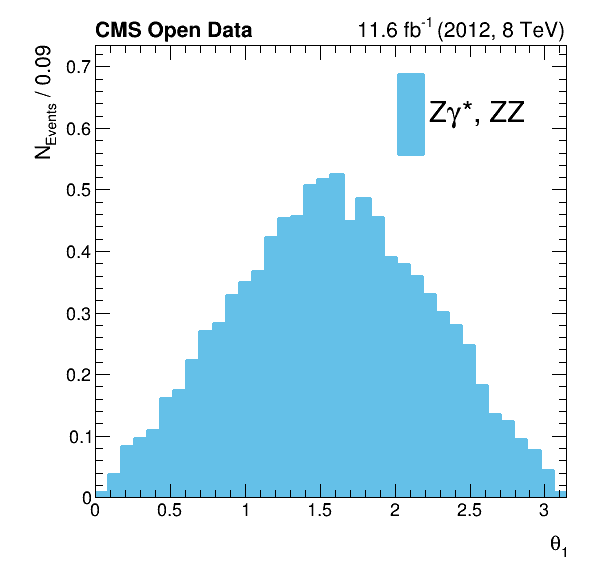 CMS Open Data 11.6 fb⁻¹ (2012, 8 TeV)
N_Events / 0.09
Zγ*, ZZ
0.7
0.6
0.5
0.4
0.3
0.2
0.1
0
0 0.5 1 1.5 2 2.5 3
θ₁